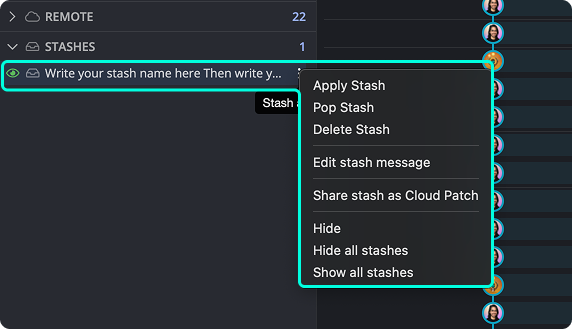 REMOTE 22
STASHES 1
Write your stash name here Then write y...
Stash
Apply Stash
Pop Stash
Delete Stash
Edit stash message
Share stash as Cloud Patch
Hide
Hide all stashes
Show all stashes